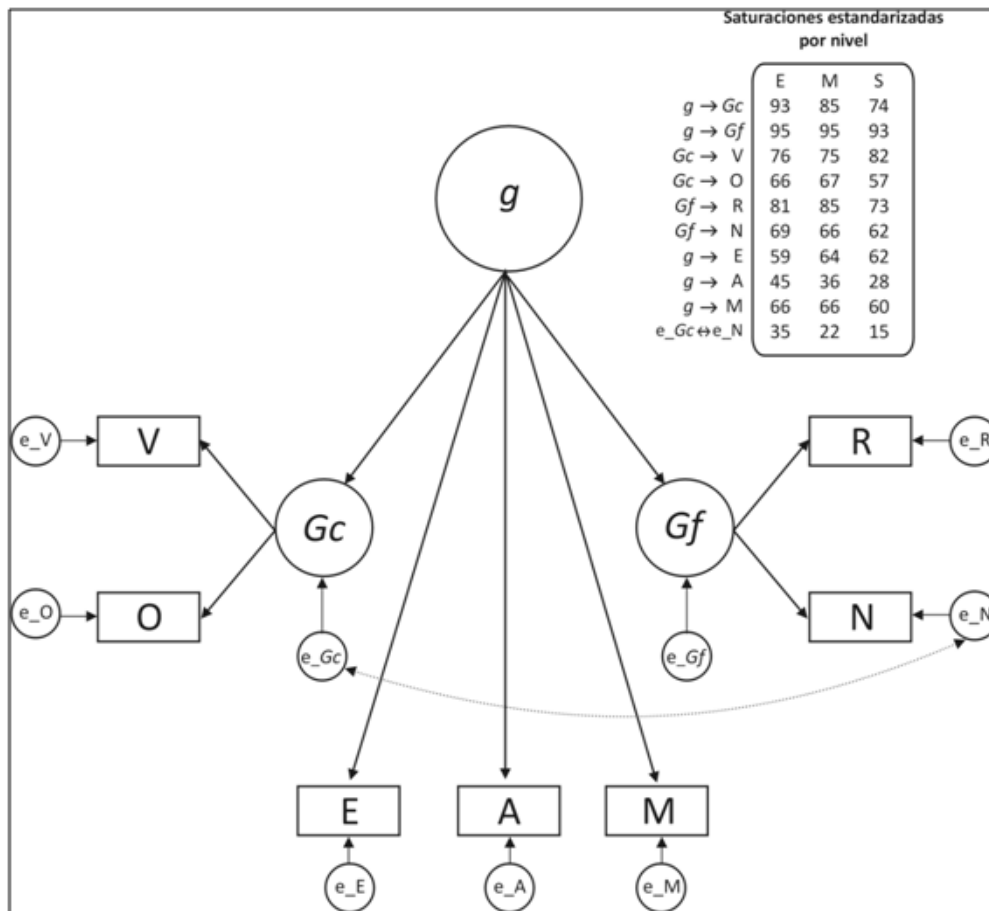 Saturaciones estandarizadas
por nivel
E M S
g → Gc 93 85 74
g → Gf 95 95 93
Gc → V 76 75 82
Gc → O 66 67 57
Gf → R 81 85 73
Gf → N 69 66 62
g → E 59 64 62
g → A 45 36 28
g → M 66 66 60
e_Gc↔e_N 35 22 15
g
e_V
V
R
e_R
Gc
Gf
e_O
O
N
e_N
e_Gc
e_Gf
E
A
M
e_E
e_A
e_M